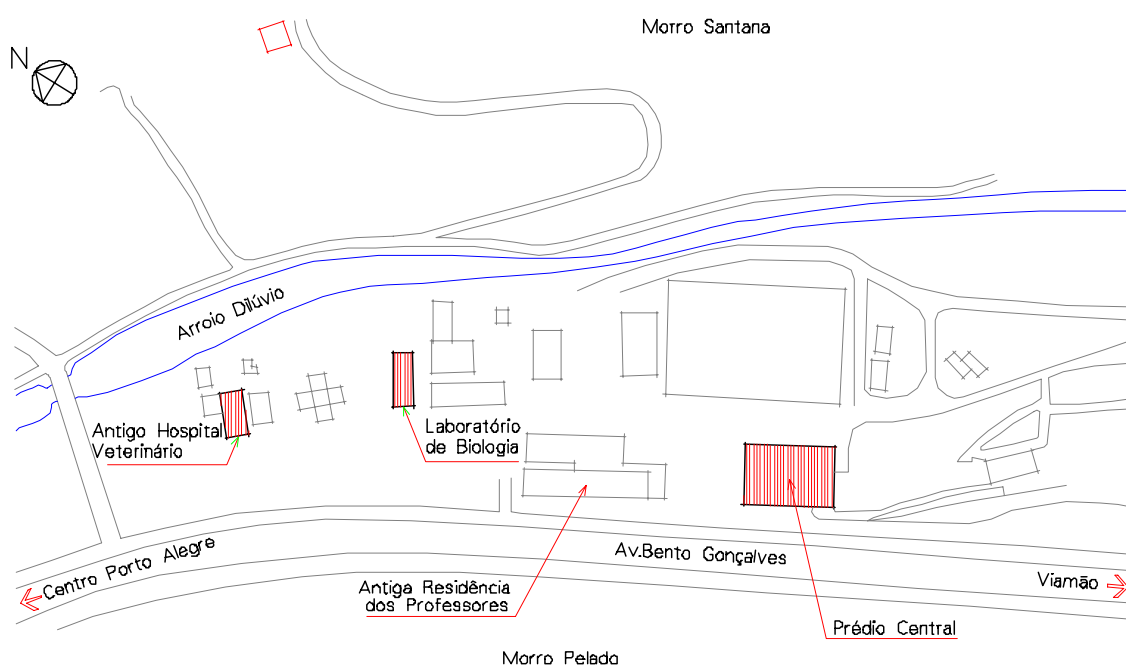 Morro Santana
N
Arroio Dilúvio
Antigo Hospital
Veterinário
Laboratório
de Biologia
Centro Porto Alegre
Av.Bento Gonçalves
Antiga Residência
dos Professores
Viamão
Prédio Central
Morro Pelado